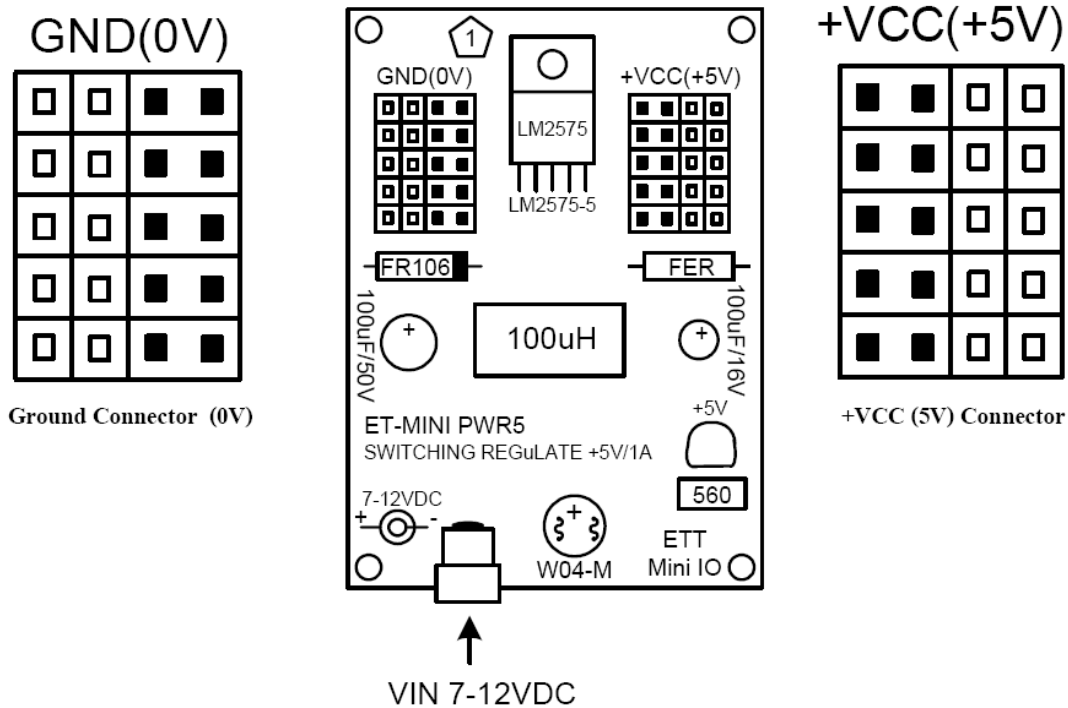 GND(0V)
Ground Connector (0V)
1
GND(0V)
LM2575
LM2575-5
+VCC(+5V)
FR106
FER
100uF/50V
+
100uH
+
100uF/16V
ET-MINI PWR5
SWITCHING REGuLATE +5V/1A
+5V
560
7-12VDC
+ -
+
W04-M
ETT
Mini IO
VIN 7-12VDC
+VCC(+5V)
+VCC (5V) Connector